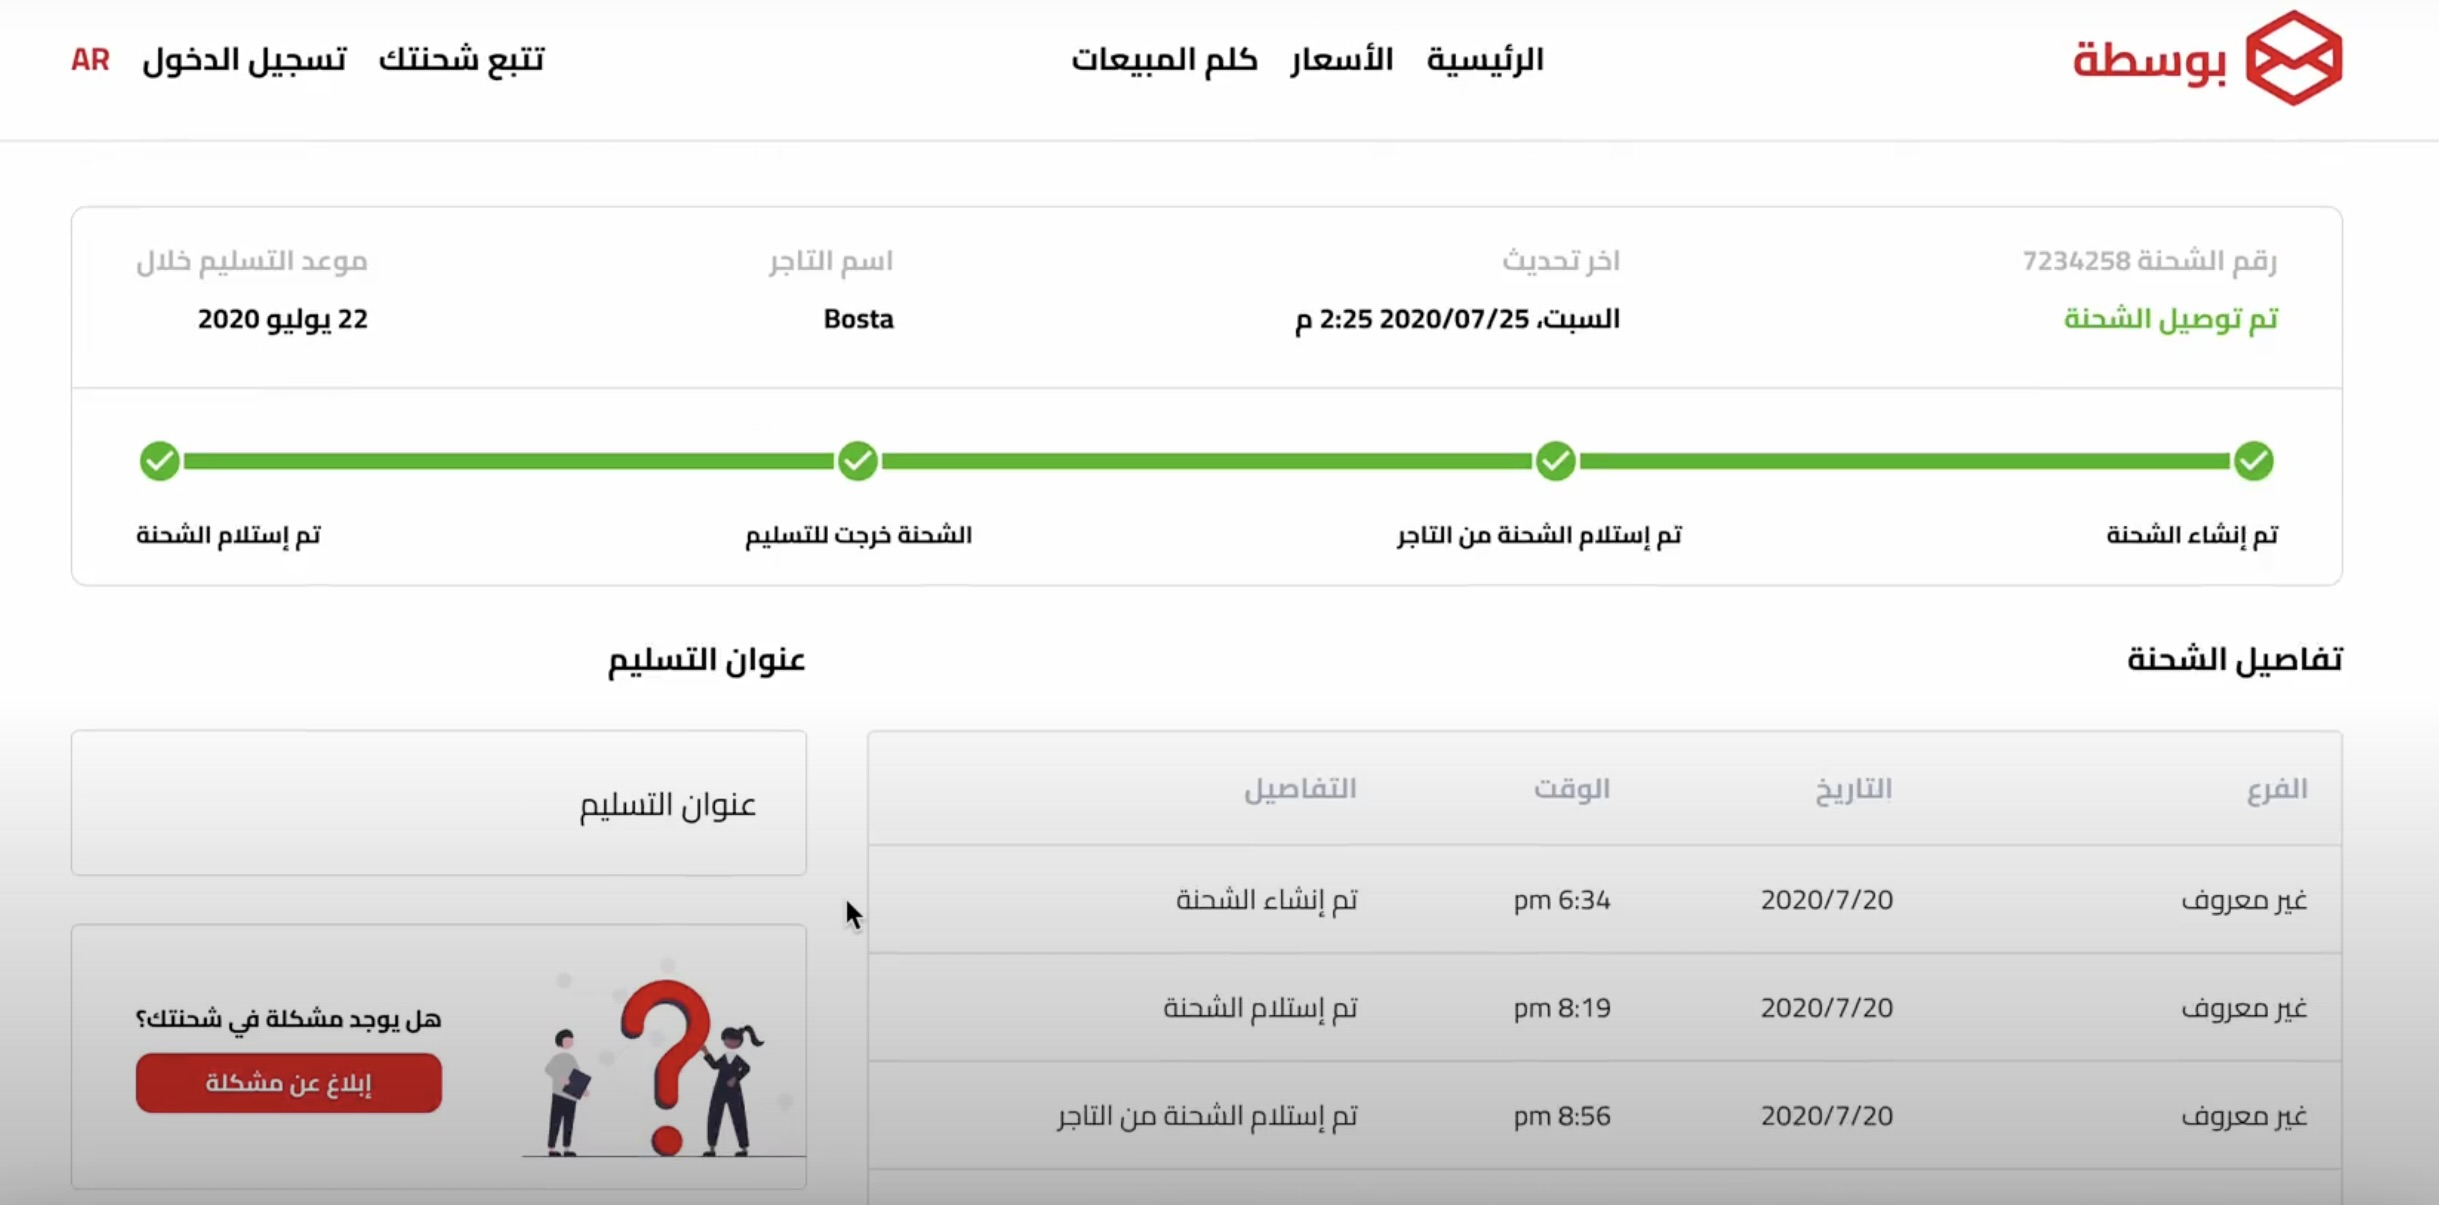 بوسطة
الرئيسية الأسعار كلم المبيعات
تتبع شحنتك تسجيل الدخول AR
رقم الشحنة 7234258
تم توصيل الشحنة
اخر تحديث
السبت، 2020/07/25 2:25 م
اسم التاجر
Bosta
موعد التسليم خلال
22 يوليو 2020
تم إنشاء الشحنة
تم إستلام الشحنة من التاجر
الشحنة خرجت للتسليم
تم إستلام الشحنة
تفاصيل الشحنة
الفرع التاريخ الوقت التفاصيل
غير معروف 2020/7/20 6:34 pm تم إنشاء الشحنة
غير معروف 2020/7/20 8:19 pm تم إستلام الشحنة
غير معروف 2020/7/20 8:56 pm تم إستلام الشحنة من التاجر
عنوان التسليم
عنوان التسليم
هل يوجد مشكلة في شحنتك؟
إبلاغ عن مشكلة